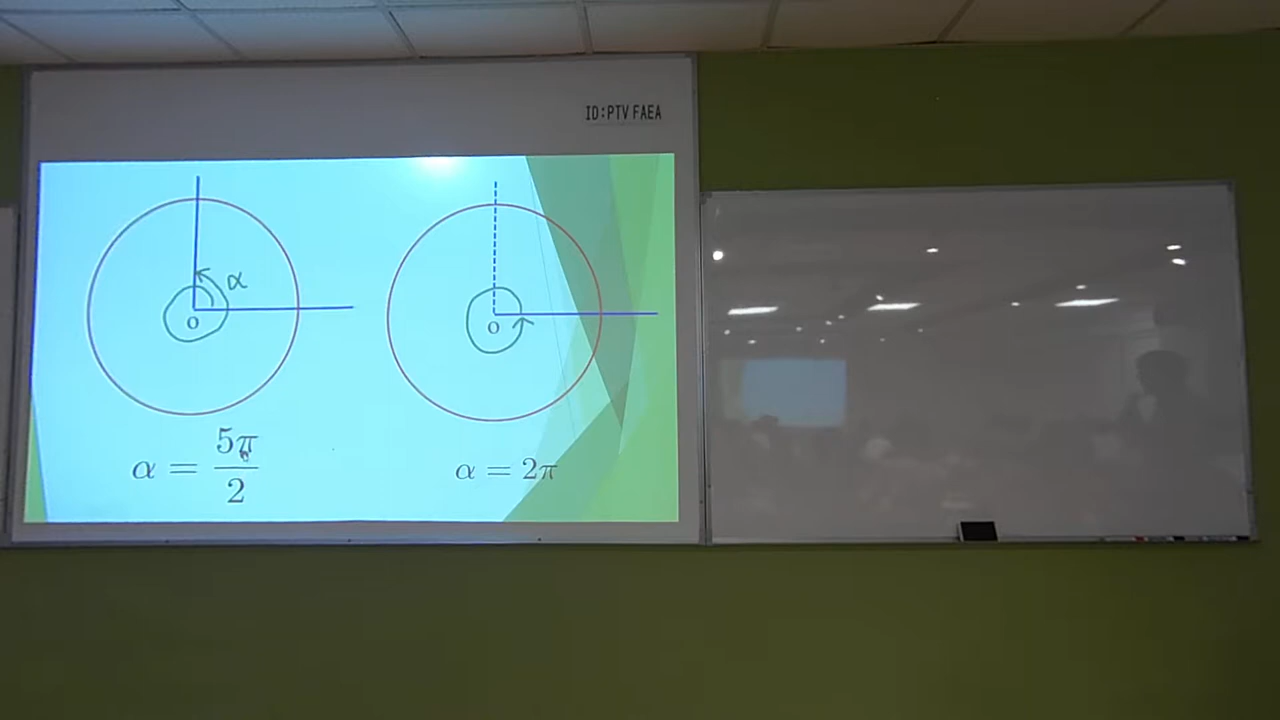 ID:PTV FAEA
α
o
o
α = 5π/2
α = 2π